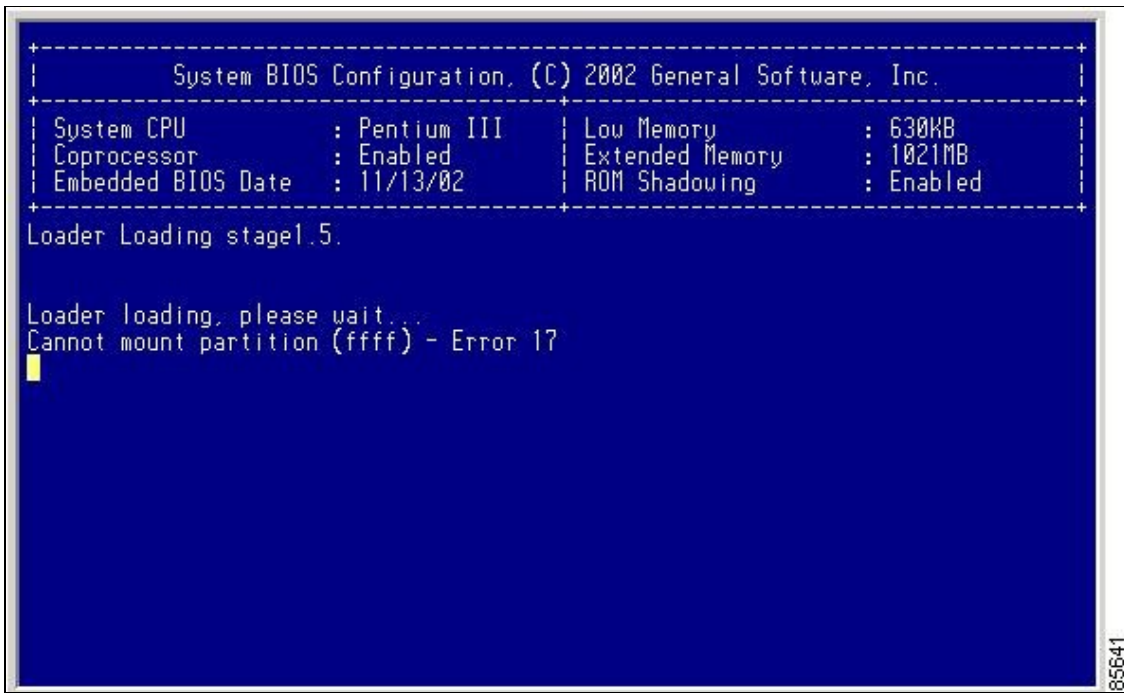 System BIOS Configuration, (C) 2002 General Software, Inc.
System CPU : Pentium III | Low Memory : 630KB
Coprocessor : Enabled | Extended Memory : 1021MB
Embedded BIOS Date : 11/13/02 | ROM Shadowing : Enabled
Loader Loading stage1.5.
Loader loading, please wait...
Cannot mount partition (ffff) - Error 17
85641